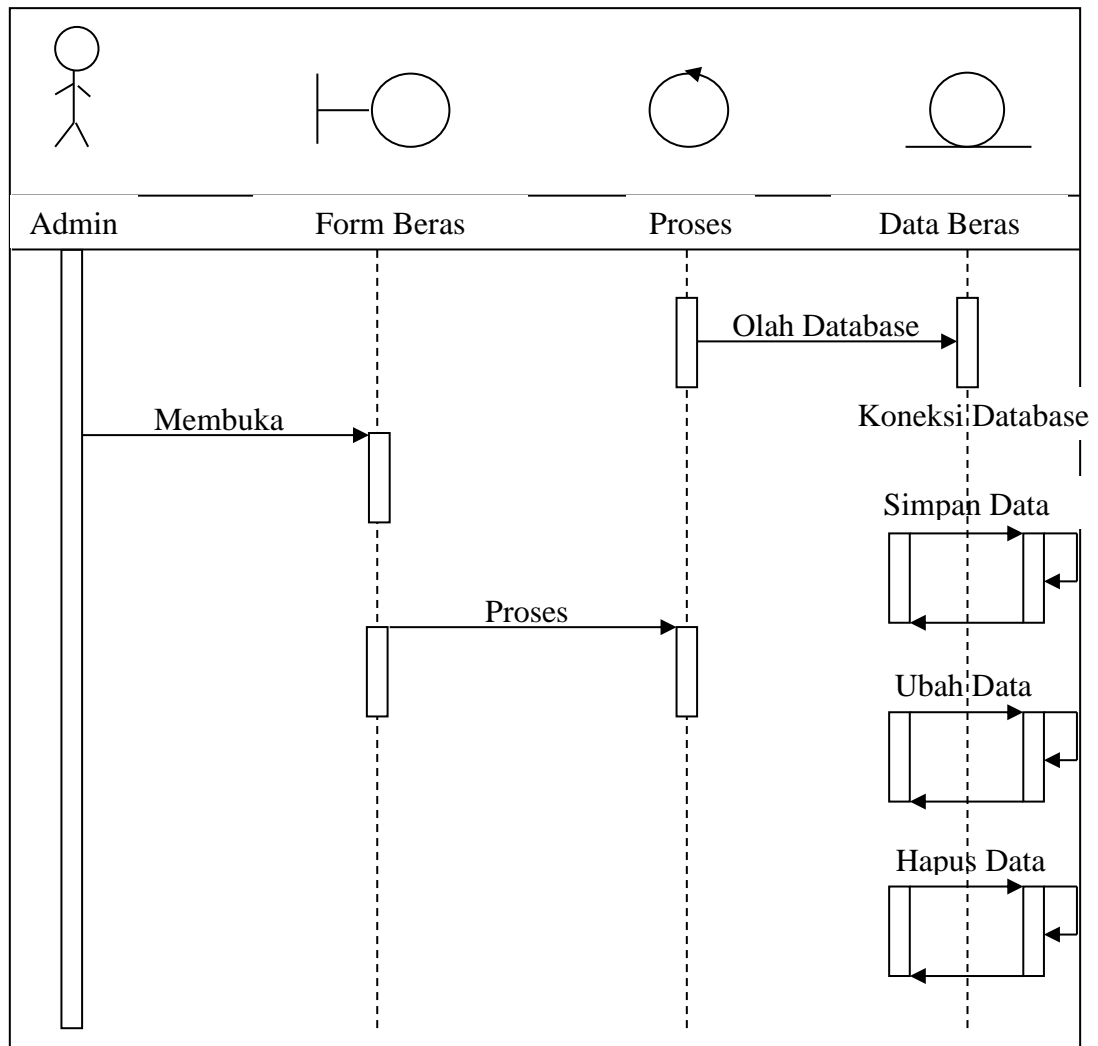 Admin
Form Beras
Proses
Data Beras
Olah Database
Membuka
Koneksi Database
Simpan Data
Proses
Ubah Data
Hapus Data